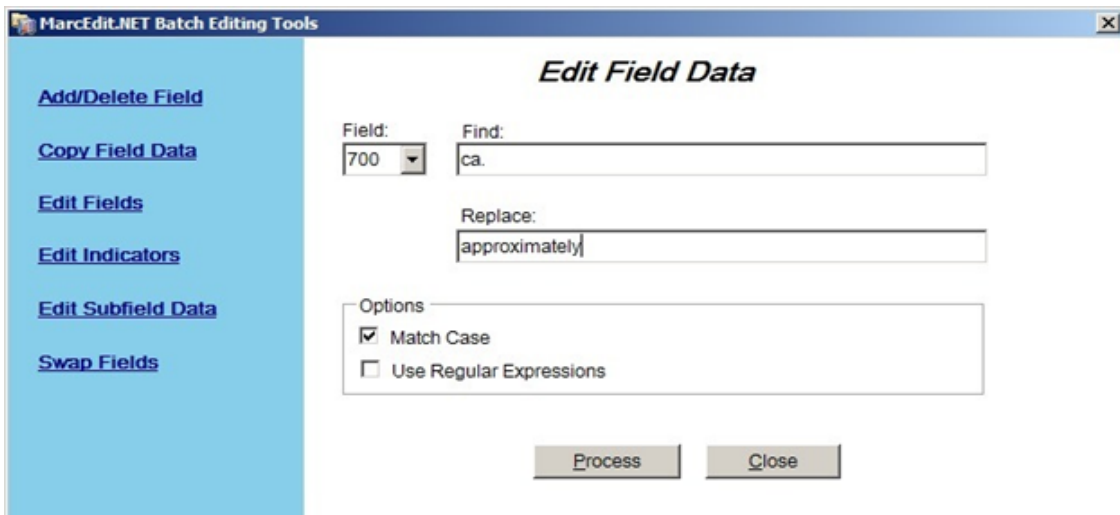 MarcEdit.NET Batch Editing Tools
Edit Field Data
Add/Delete Field
Copy Field Data
Edit Fields
Edit Indicators
Edit Subfield Data
Swap Fields
Field: Find:
700 ca.
Replace:
approximately
Options
Match Case
Use Regular Expressions
Process Close